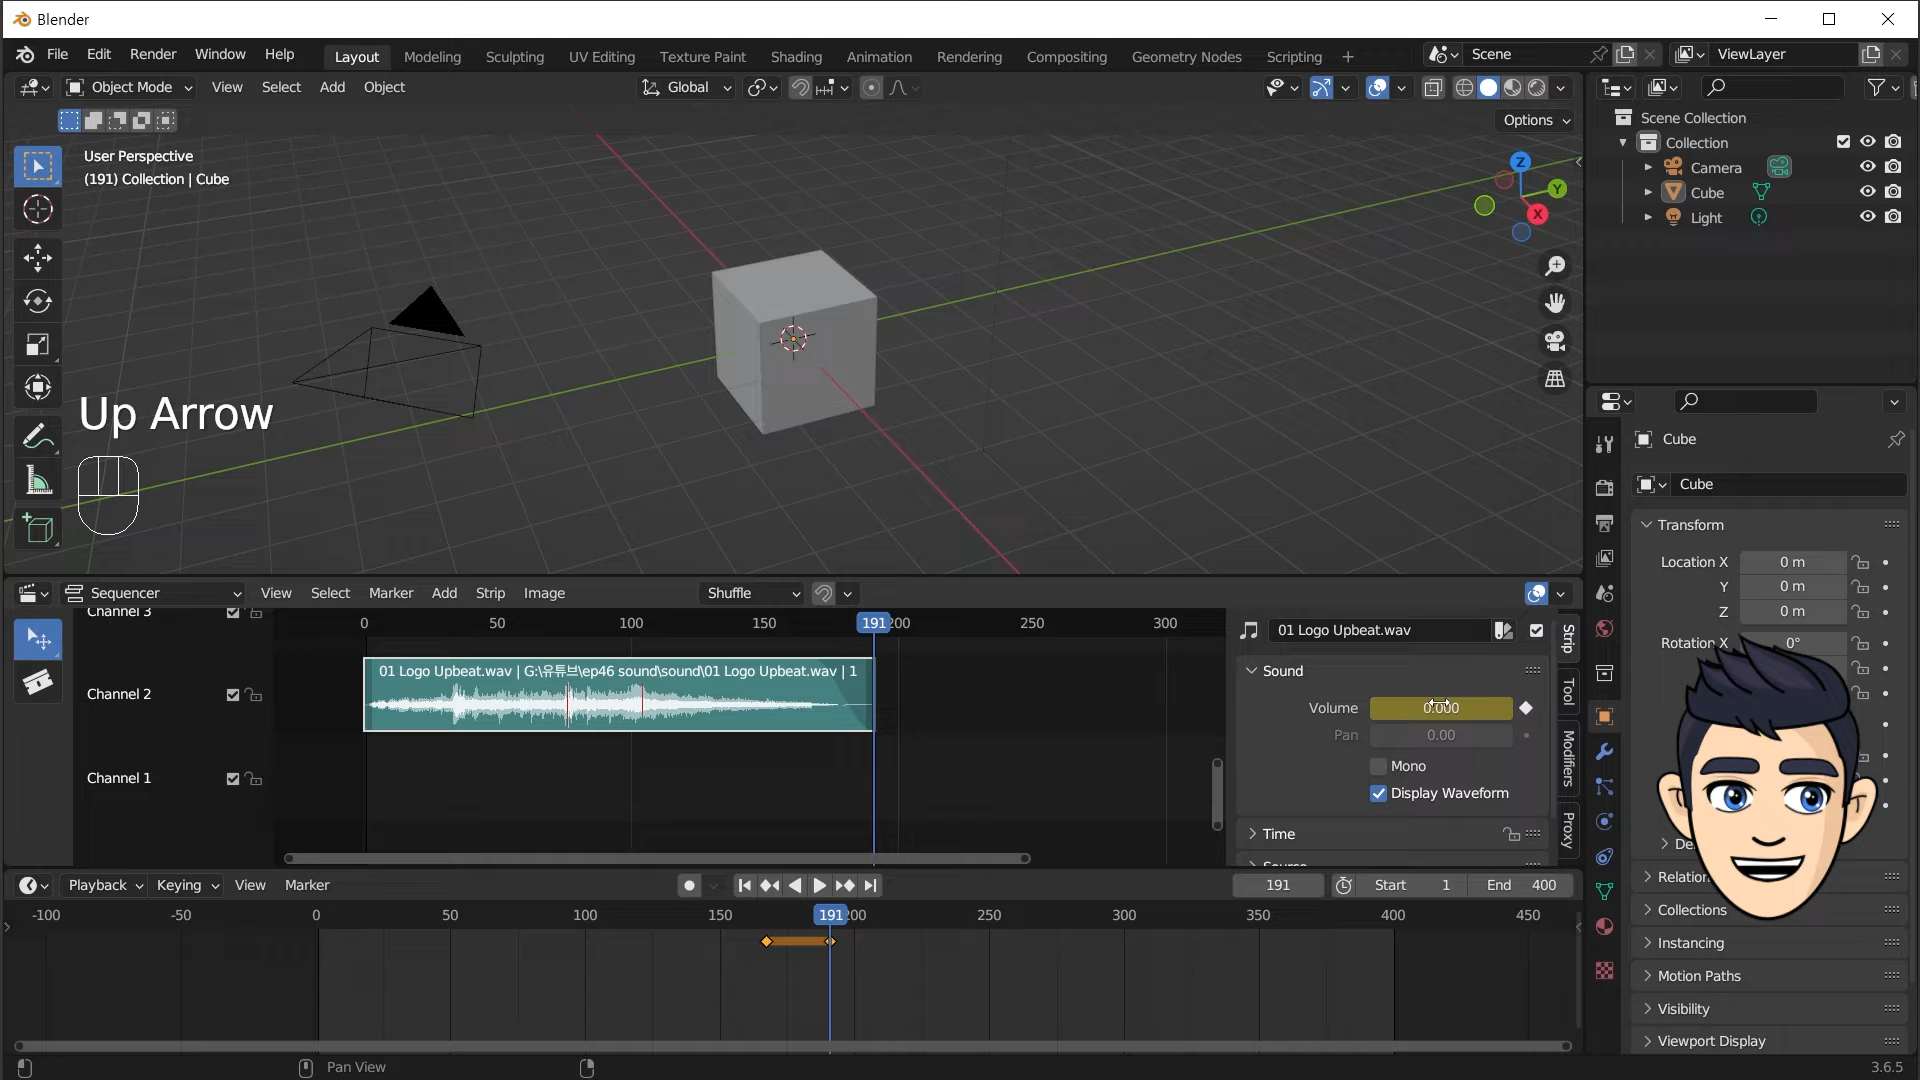 Blender
File Edit Render Window Help Layout Modeling Sculpting UV Editing Texture Paint Shading Animation Rendering Compositing Geometry Nodes Scripting + Scene ViewLayer
Object Mode View Select Add Object Global
Options
User Perspective
(191) Collection | Cube
Z
Y
X
Scene Collection
Collection
Camera
Cube
Light
Up Arrow
Cube
Cube
Transform
Location X 0 m
Y 0 m
Z 0 m
Rotation X 0°
Relation
Collections
Instancing
Motion Paths
Visibility
Viewport Display
Sequencer View Select Marker Add Strip Image Shuffle
Channel 3
0 50 100 150 191 200 250 300
01 Logo Upbeat.wav | G:\유튜브\ep46 sound\sound\01 Logo Upbeat.wav | 1
Channel 2
Channel 1
01 Logo Upbeat.wav
Sound
Volume 0.000
Pan 0.00
Mono
Display Waveform
Time
Source
Strip
Tool
Modifiers
Proxy
Playback Keying View Marker 191 Start 1 End 400
-100 -50 0 50 100 150 191 200 250 300 350 400 450
Pan View
3.6.5